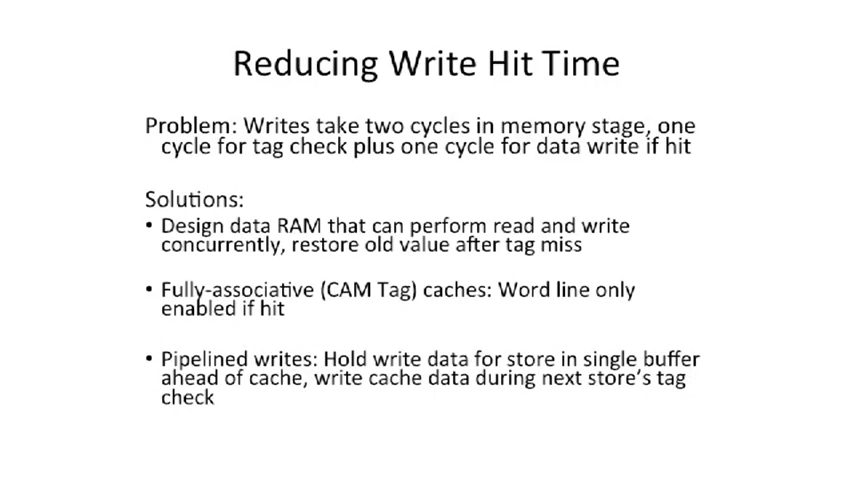 Reducing Write Hit Time
Problem: Writes take two cycles in memory stage, one
cycle for tag check plus one cycle for data write if hit
Solutions:
• Design data RAM that can perform read and write
concurrently, restore old value after tag miss
• Fully-associative (CAM Tag) caches: Word line only
enabled if hit
• Pipelined writes: Hold write data for store in single buffer
ahead of cache, write cache data during next store's tag
check